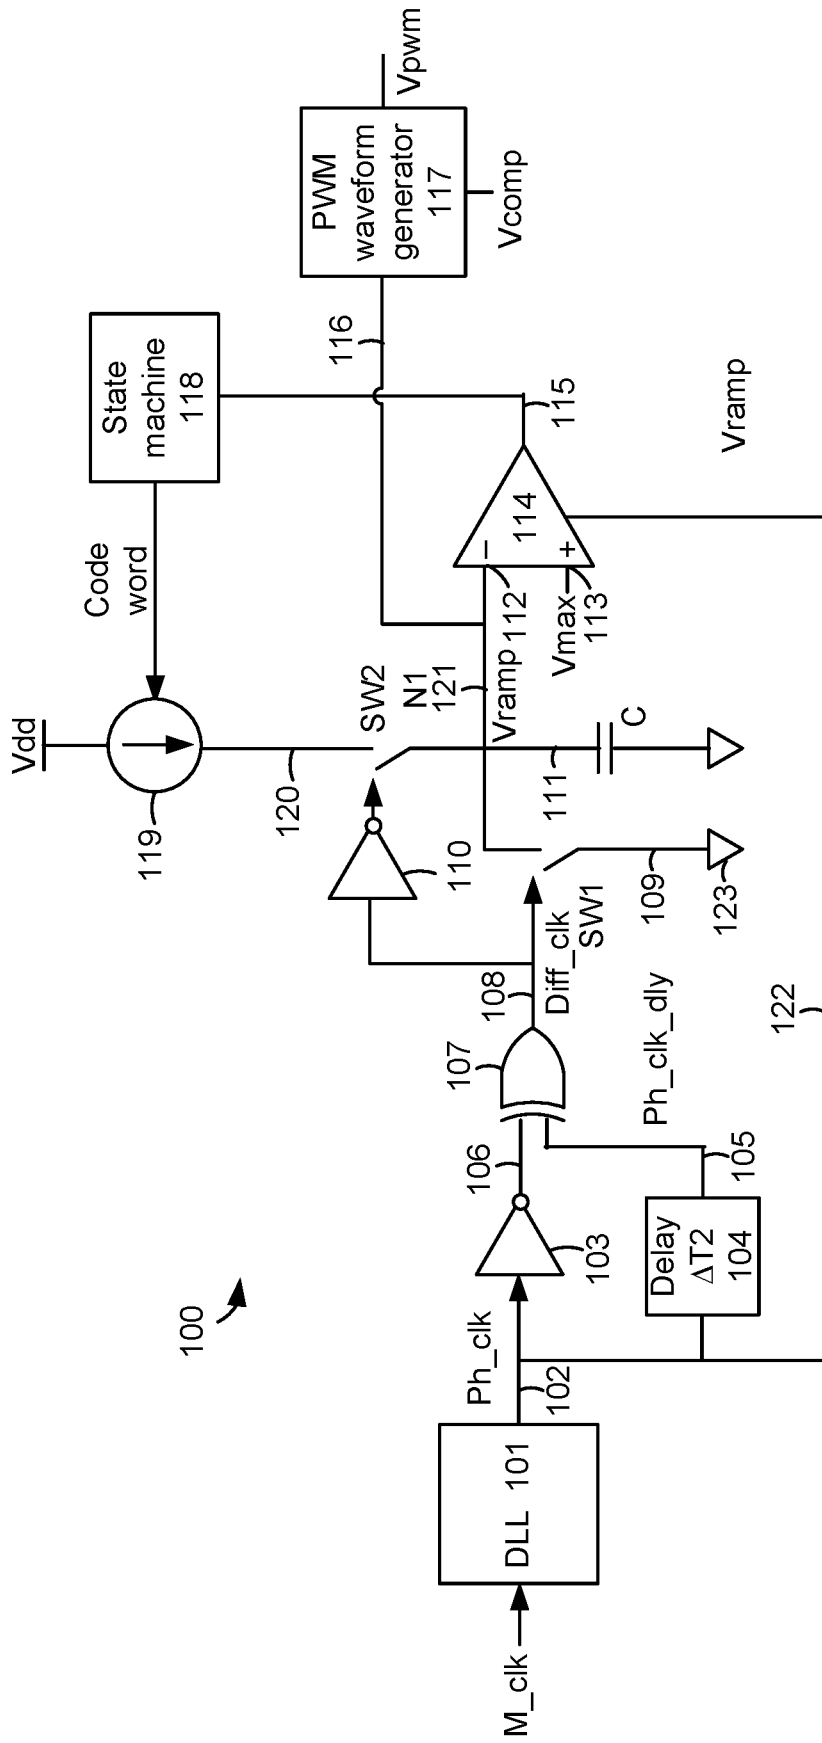 Vdd
119
120
Code
word
State
machine
118
SW2
N1
121
Vramp
116
PWM
waveform
generator
117
Vpwm
Vcomp
110
112
114
−
+
115
Vmax
113
111
C
Vramp
100
M_clk
DLL 101
Ph_clk
102
103
106
107
108
Diff_clk
SW1
109
123
Delay
ΔT2
104
105
Ph_clk_dly
122